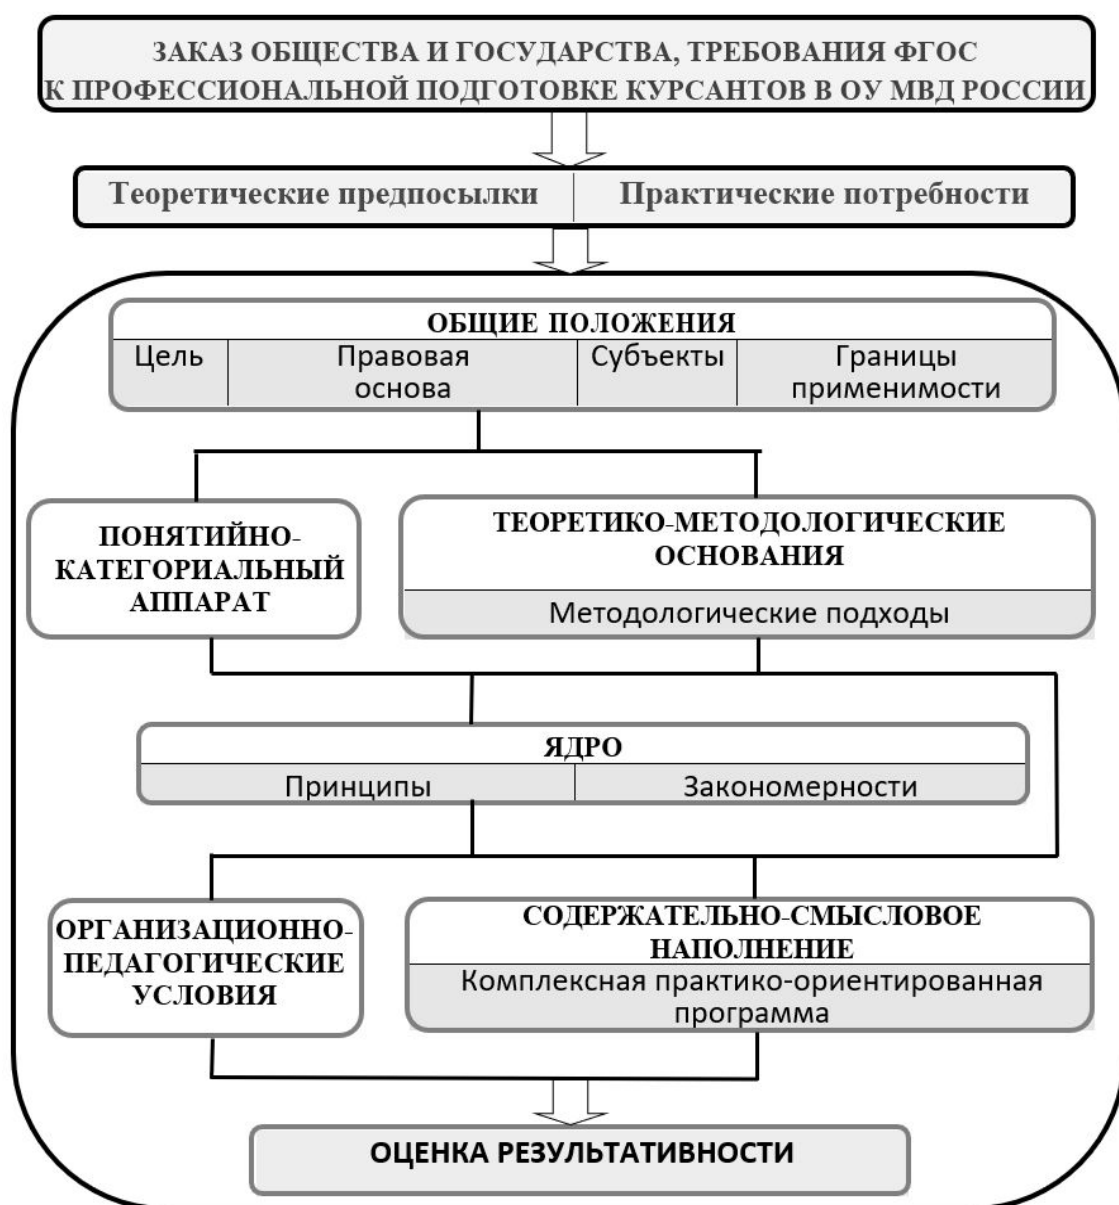 ЗАКАЗ ОБЩЕСТВА И ГОСУДАРСТВА, ТРЕБОВАНИЯ ФГОС
К ПРОФЕССИОНАЛЬНОЙ ПОДГОТОВКЕ КУРСАНТОВ В ОУ МВД РОССИИ
Теоретические предпосылки
Практические потребности
ОБЩИЕ ПОЛОЖЕНИЯ
Цель
Правовая
основа
Субъекты
Границы
применимости
ПОНЯТИЙНО-
КАТЕГОРИАЛЬНЫЙ
АППАРАТ
ТЕОРЕТИКО-МЕТОДОЛОГИЧЕСКИЕ
ОСНОВАНИЯ
Методологические подходы
ЯДРО
Принципы
Закономерности
ОРГАНИЗАЦИОННО-
ПЕДАГОГИЧЕСКИЕ
УСЛОВИЯ
СОДЕРЖАТЕЛЬНО-СМЫСЛОВОЕ
НАПОЛНЕНИЕ
Комплексная практико-ориентированная
программа
ОЦЕНКА РЕЗУЛЬТАТИВНОСТИ